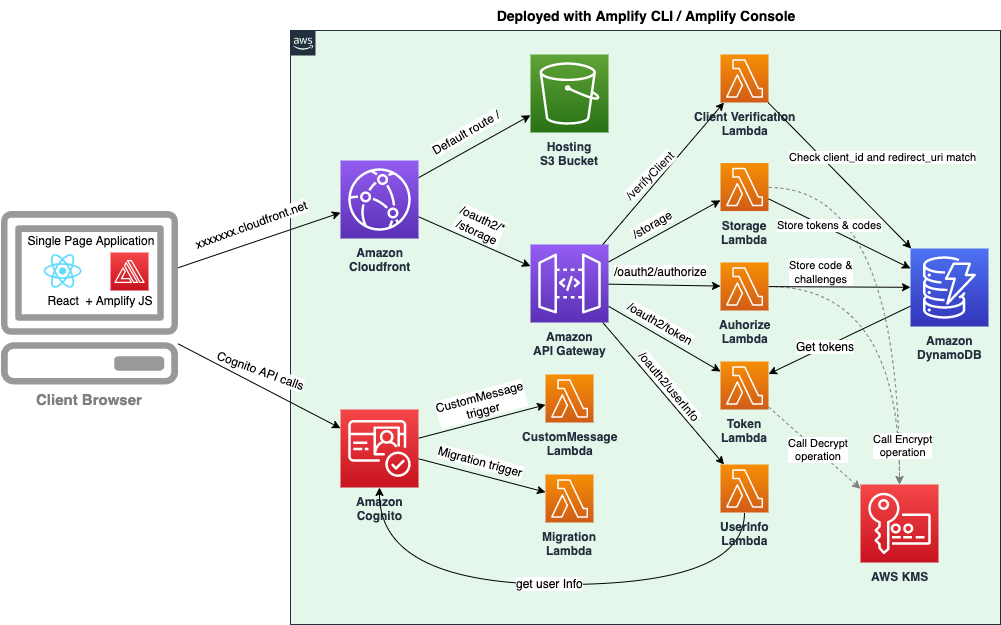 Deployed with Amplify CLI / Amplify Console
aws
Single Page Application
React + Amplify JS
Client Browser
xxxxxxx.cloudfront.net
Cognito API calls
Amazon
Cloudfront
Default route /
/oauth2/*
/storage
Hosting
S3 Bucket
Amazon
API Gateway
/verifyClient
/storage
/oauth2/authorize
/oauth2/token
/oauth2/userInfo
Client Verification
Lambda
Check client_id and redirect_uri match
Storage
Lambda
Store tokens & codes
Auhorize
Lambda
Store code &
challenges
Amazon
DynamoDB
Get tokens
Token
Lambda
Call Decrypt
operation
Call Encrypt
operation
AWS KMS
UserInfo
Lambda
get user Info
Amazon
Cognito
CustomMessage
trigger
CustomMessage
Lambda
Migration trigger
Migration
Lambda